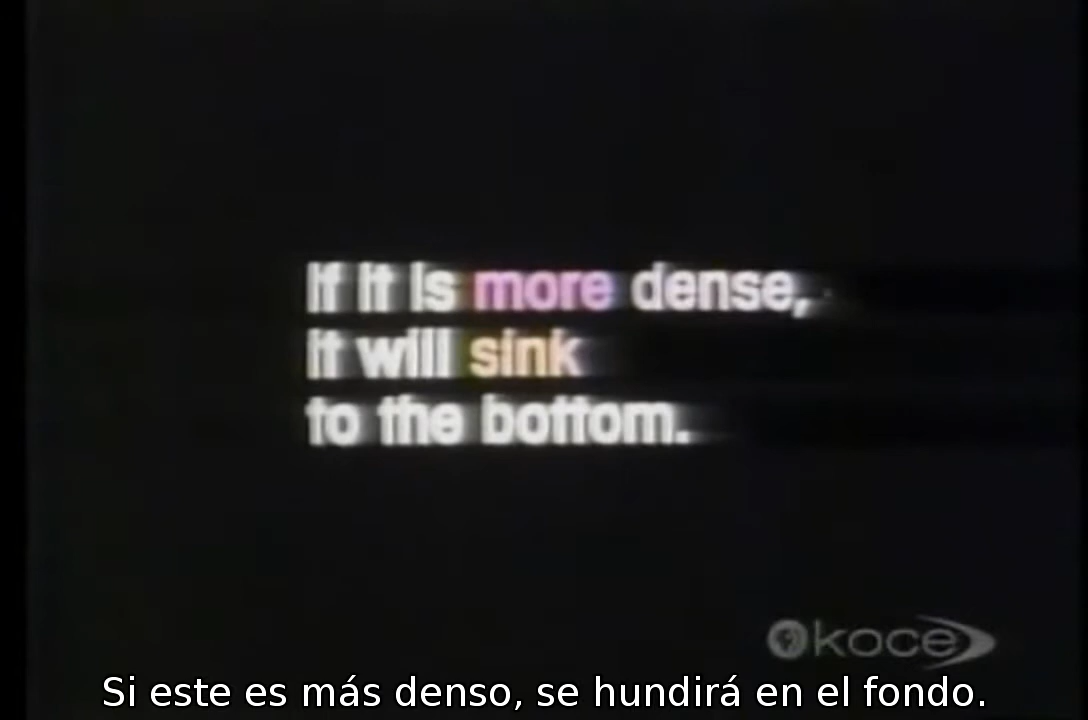 If it is more dense,
it will sink
to the bottom.
koce
Si este es más denso, se hundirá en el fondo.